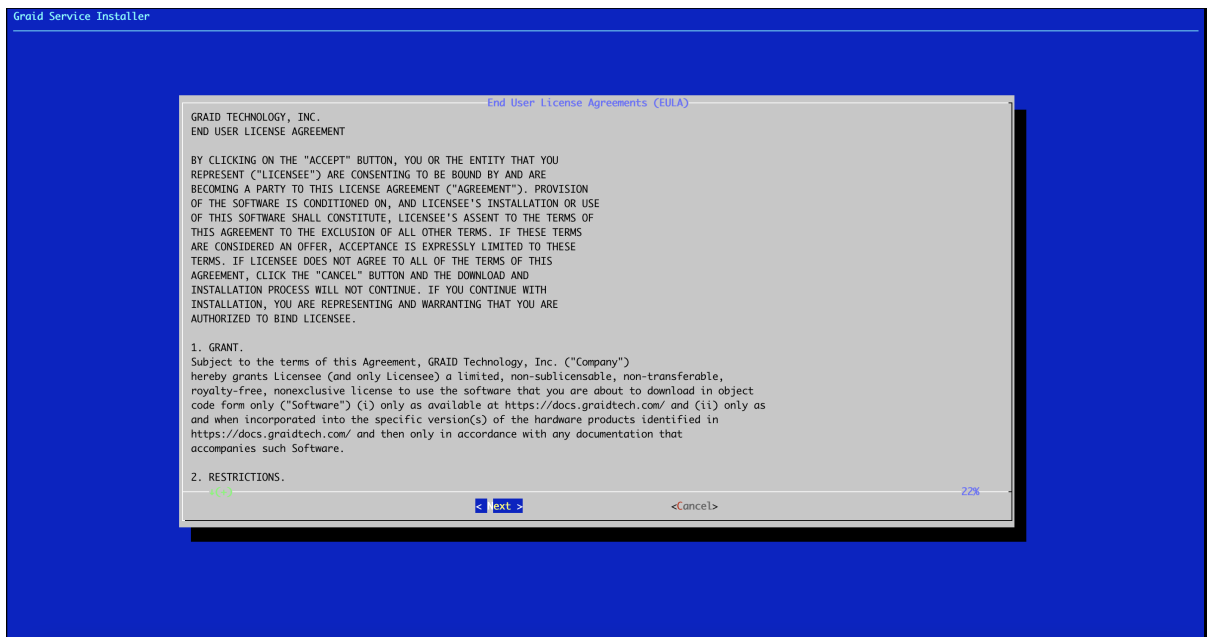 Graid Service Installer
End User License Agreements (EULA)
GRAID TECHNOLOGY, INC.
END USER LICENSE AGREEMENT
BY CLICKING ON THE "ACCEPT" BUTTON, YOU OR THE ENTITY THAT YOU
REPRESENT ("LICENSEE") ARE CONSENTING TO BE BOUND BY AND ARE
BECOMING A PARTY TO THIS LICENSE AGREEMENT ("AGREEMENT"). PROVISION
OF THE SOFTWARE IS CONDITIONED ON, AND LICENSEE'S INSTALLATION OR USE
OF THIS SOFTWARE SHALL CONSTITUTE, LICENSEE'S ASSENT TO THE TERMS OF
THIS AGREEMENT TO THE EXCLUSION OF ALL OTHER TERMS. IF THESE TERMS
ARE CONSIDERED AN OFFER, ACCEPTANCE IS EXPRESSLY LIMITED TO THESE
TERMS. IF LICENSEE DOES NOT AGREE TO ALL OF THE TERMS OF THIS
AGREEMENT, CLICK THE "CANCEL" BUTTON AND THE DOWNLOAD AND
INSTALLATION PROCESS WILL NOT CONTINUE. IF YOU CONTINUE WITH
INSTALLATION, YOU ARE REPRESENTING AND WARRANTING THAT YOU ARE
AUTHORIZED TO BIND LICENSEE.
1. GRANT.
Subject to the terms of this Agreement, GRAID Technology, Inc. ("Company")
hereby grants Licensee (and only Licensee) a limited, non-sublicensable, non-transferable,
royalty-free, nonexclusive license to use the software that you are about to download in object
code form only ("Software") (i) only as available at https://docs.graidtech.com/ and (ii) only as
and when incorporated into the specific version(s) of the hardware products identified in
https://docs.graidtech.com/ and then only in accordance with any documentation that
accompanies such Software.
2. RESTRICTIONS.
22%
< Next > <Cancel>